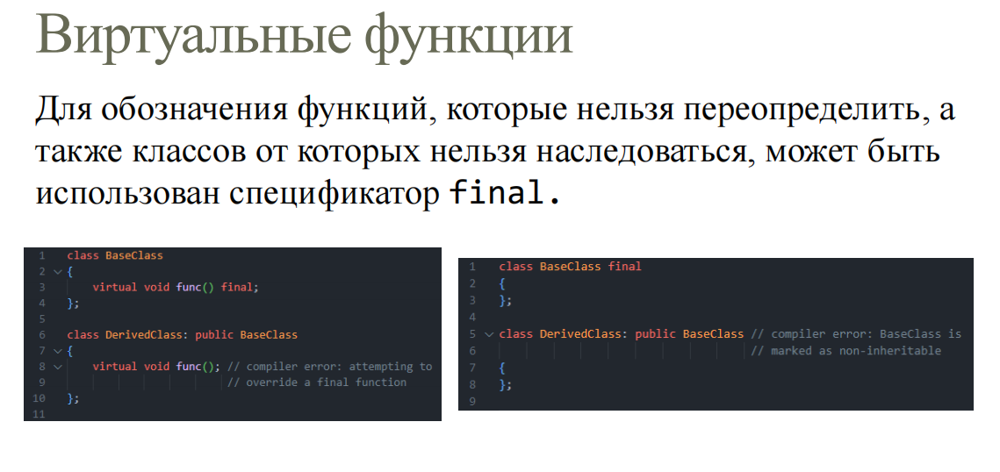 Виртуальные функции
Для обозначения функций, которые нельзя переопределить, а
также классов от которых нельзя наследоваться, может быть
использован спецификатор final.
1 class BaseClass
2 {
3 virtual void func() final;
4 };
5
6 class DerivedClass: public BaseClass
7 {
8 virtual void func(); // compiler error: attempting to
9 // override a final function
10 };
11
1 class BaseClass final
2 {
3 };
4
5 class DerivedClass: public BaseClass // compiler error: BaseClass is
6 // marked as non-inheritable
7 {
8 };
9